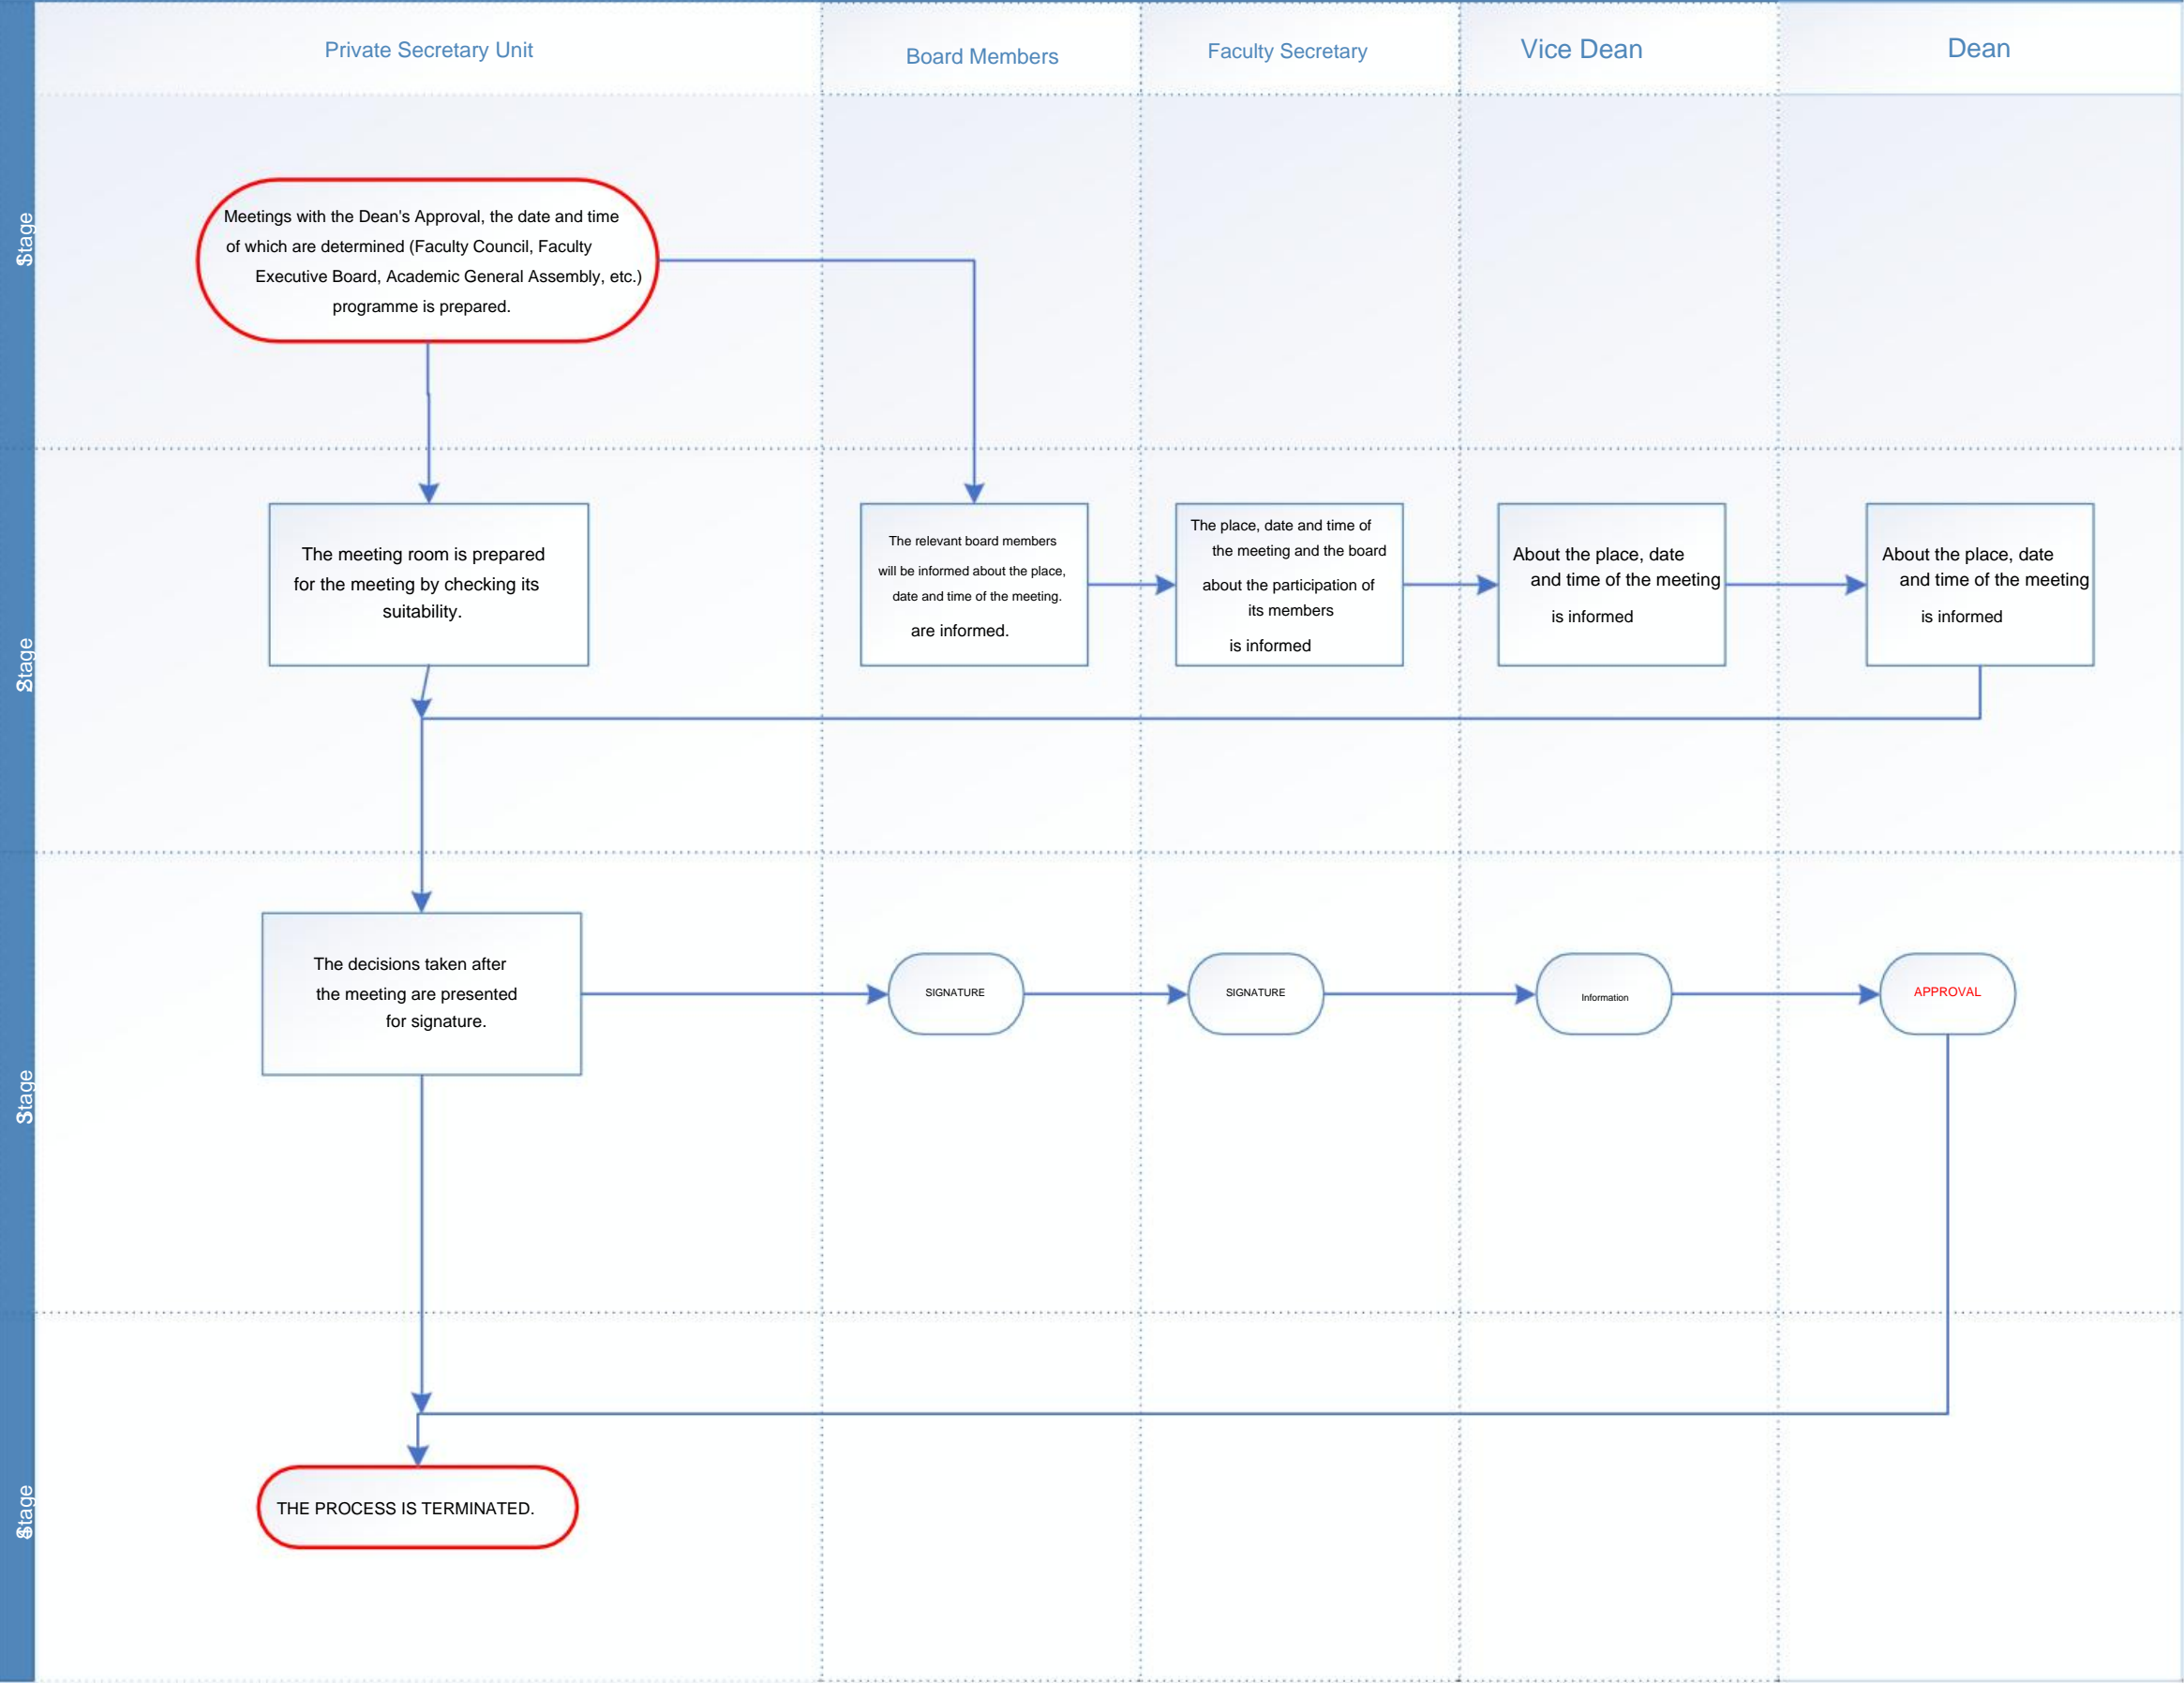 Private Secretary Unit
Board Members
Faculty Secretary
Vice Dean
Dean
Stage
Meetings with the Dean's Approval, the date and time
of which are determined (Faculty Council, Faculty
Executive Board, Academic General Assembly, etc.)
programme is prepared.
Stage
The meeting room is prepared
for the meeting by checking its
suitability.
The relevant board members
will be informed about the place,
date and time of the meeting.
are informed.
The place, date and time of
the meeting and the board
about the participation of
its members
is informed
About the place, date
and time of the meeting
is informed
About the place, date
and time of the meeting
is informed
Stage
The decisions taken after
the meeting are presented
for signature.
SIGNATURE
SIGNATURE
Information
APPROVAL
Stage
THE PROCESS IS TERMINATED.